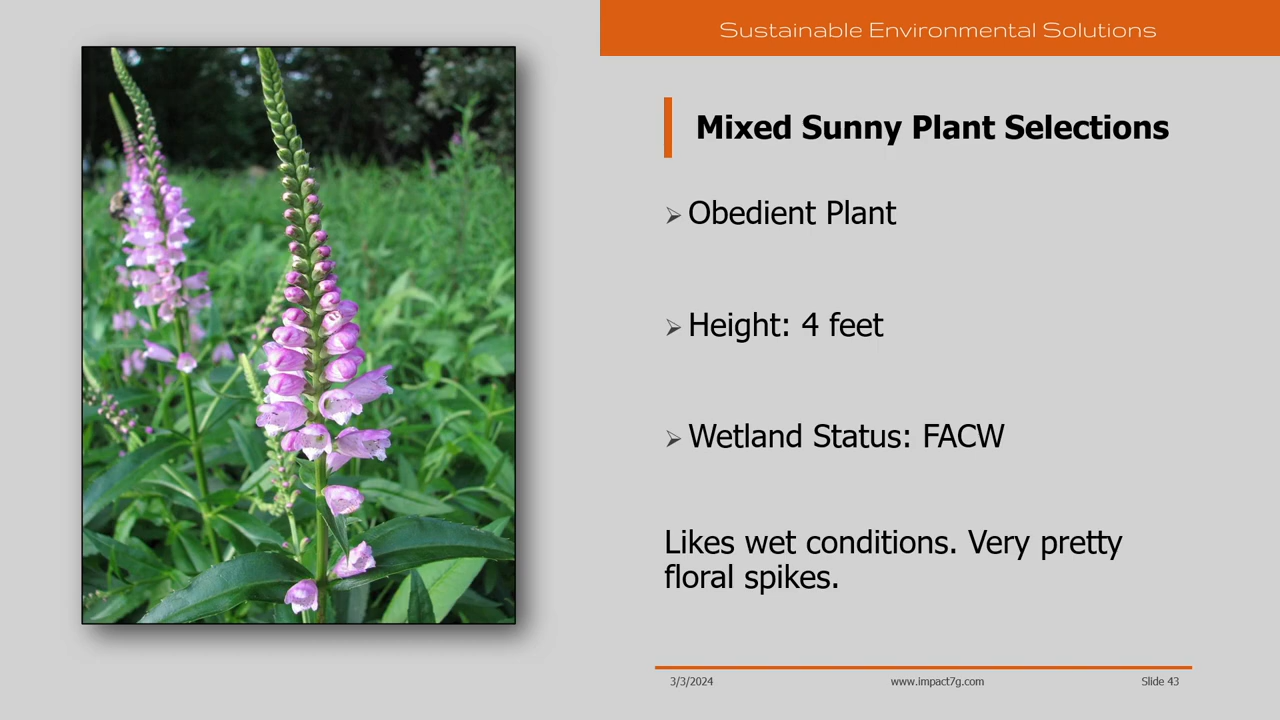 Sustainable Environmental Solutions
Mixed Sunny Plant Selections
Obedient Plant
Height: 4 feet
Wetland Status: FACW
Likes wet conditions. Very pretty
floral spikes.
3/3/2024
www.impact7g.com
Slide 43